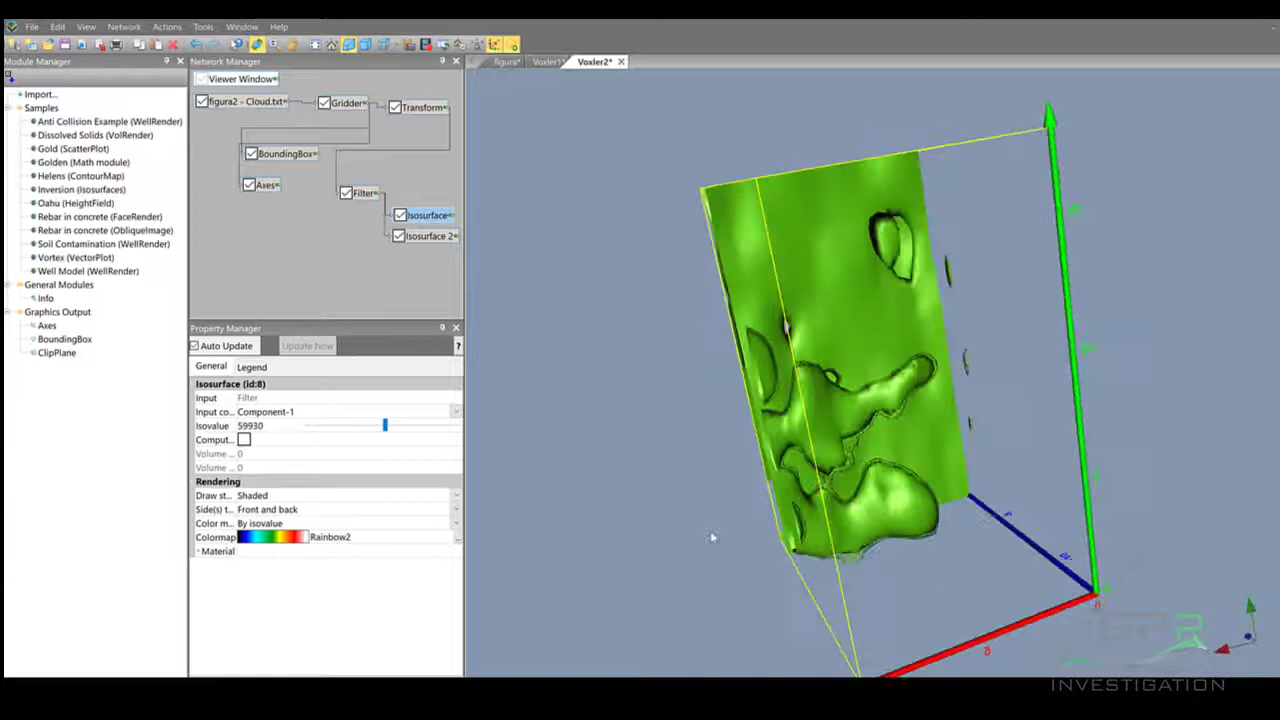 File Edit View Network Actions Tools Window Help
Module Manager
Import...
Samples
Anti Collision Example (WellRender)
Dissolved Solids (VolRender)
Gold (ScatterPlot)
Golden (Math module)
Helens (ContourMap)
Inversion (Isosurfaces)
Oahu (HeightField)
Rebar in concrete (FaceRender)
Rebar in concrete (ObliqueImage)
Soil Contamination (WellRender)
Vortex (VectorPlot)
Well Model (WellRender)
General Modules
Info
Graphics Output
Axes
BoundingBox
ClipPlane
Network Manager
Viewer Window
figura2 - Cloud.txt
Gridder
Transform
BoundingBox
Axes
Filter
Isosurface
Isosurface 2
Property Manager
Auto Update Update Now ?
General Legend
Isosurface (id:8)
Input Filter
Input co... Component-1
Isovalue 59930
Comput...
Volume ... 0
Volume ... 0
Rendering
Draw st... Shaded
Side(s) t... Front and back
Color m... By isovalue
Colormap Rainbow2
Material
figura* Voxler1* Voxler2*
INVESTIGATION